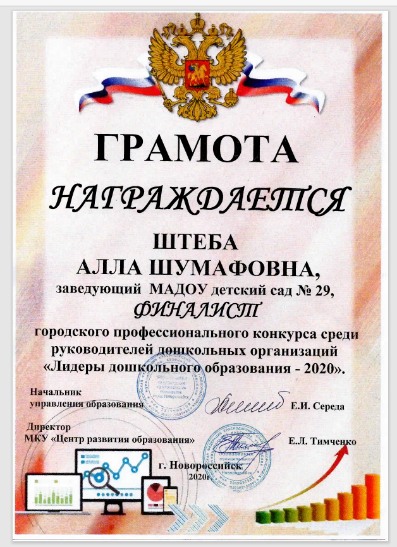 ГРАМОТА
НАГРАЖДАЕТСЯ
ШТЕБА
АЛЛА ШУМАФОВНА,
заведующий МАДОУ детский сад № 29,
ФИНАЛИСТ
городского профессионального конкурса среди
руководителей дошкольных организаций
«Лидеры дошкольного образования - 2020».
Начальник
управления образования Е.И. Середа
Директор
МКУ «Центр развития образования» Е.Л. Тимченко
г. Новороссийск
2020г.